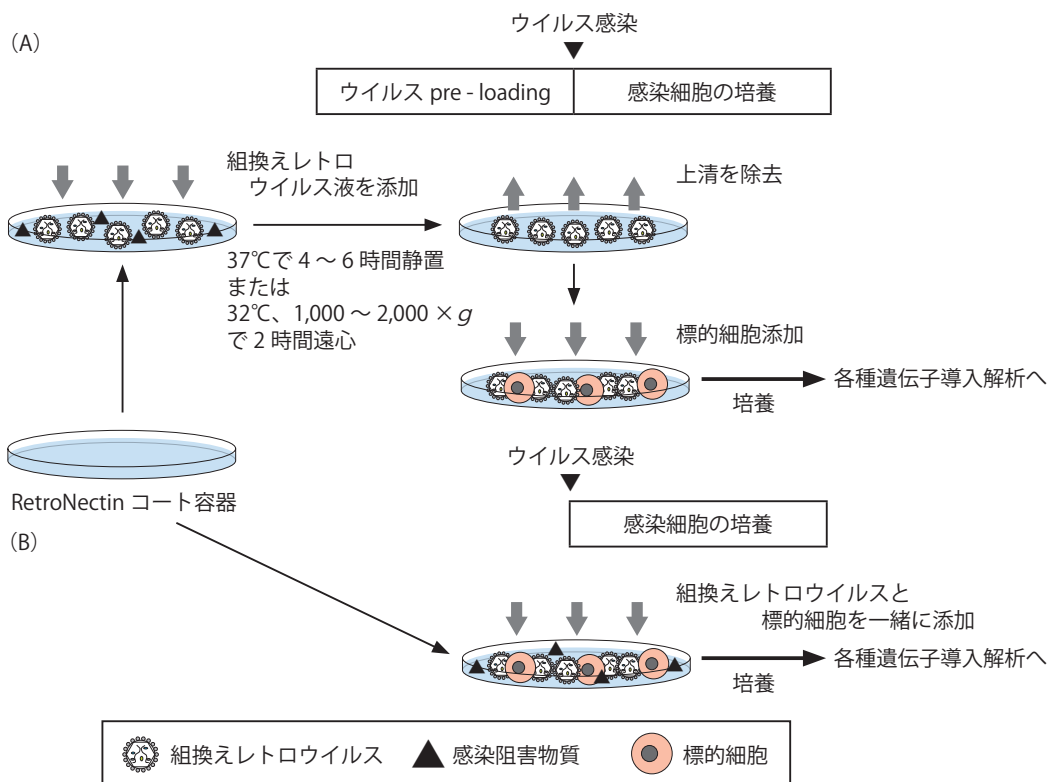 (A)
ウイルス感染
ウイルス pre - loading
感染細胞の培養
組換えレトロ
ウイルス液を添加
37℃で 4 ～ 6 時間静置
または
32℃、1,000 ～ 2,000 × g
で 2 時間遠心
上清を除去
標的細胞添加
培養
各種遺伝子導入解析へ
RetroNectin コート容器
(B)
ウイルス感染
感染細胞の培養
組換えレトロウイルスと
標的細胞を一緒に添加
培養
各種遺伝子導入解析へ
組換えレトロウイルス
感染阻害物質
標的細胞